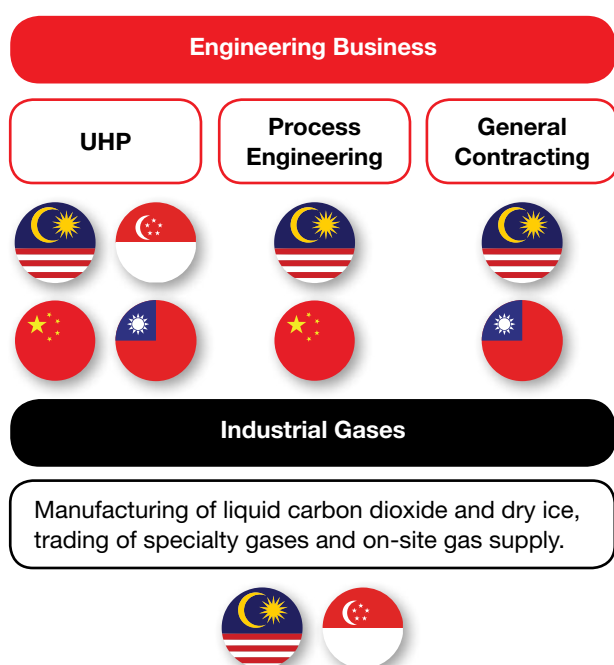 Engineering Business
UHP
Process
Engineering
General
Contracting
Industrial Gases
Manufacturing of liquid carbon dioxide and dry ice,
trading of specialty gases and on-site gas supply.